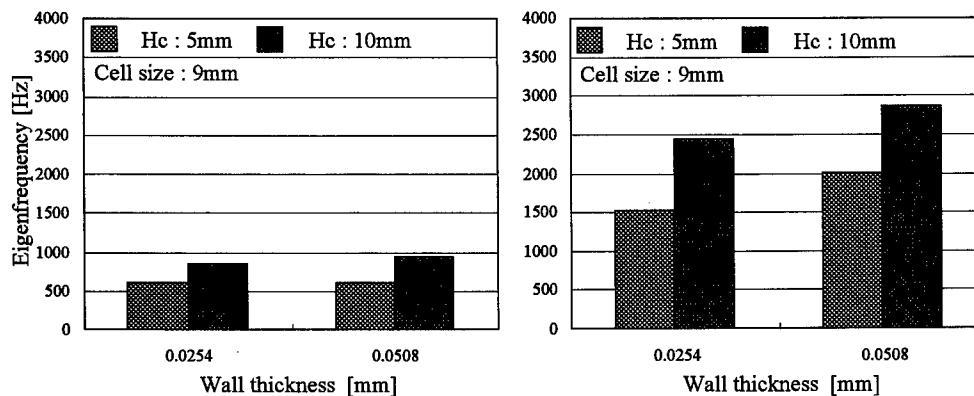 4000
3500
3000
2500
2000
1500
1000
500
0
Eigenfrequency [Hz]
Hc : 5mm Hc : 10mm
Cell size : 9mm
0.0254 0.0508
Wall thickness [mm]
4000
3500
3000
2500
2000
1500
1000
500
0
Hc : 5mm Hc : 10mm
Cell size : 9mm
0.0254 0.0508
Wall thickness [mm]